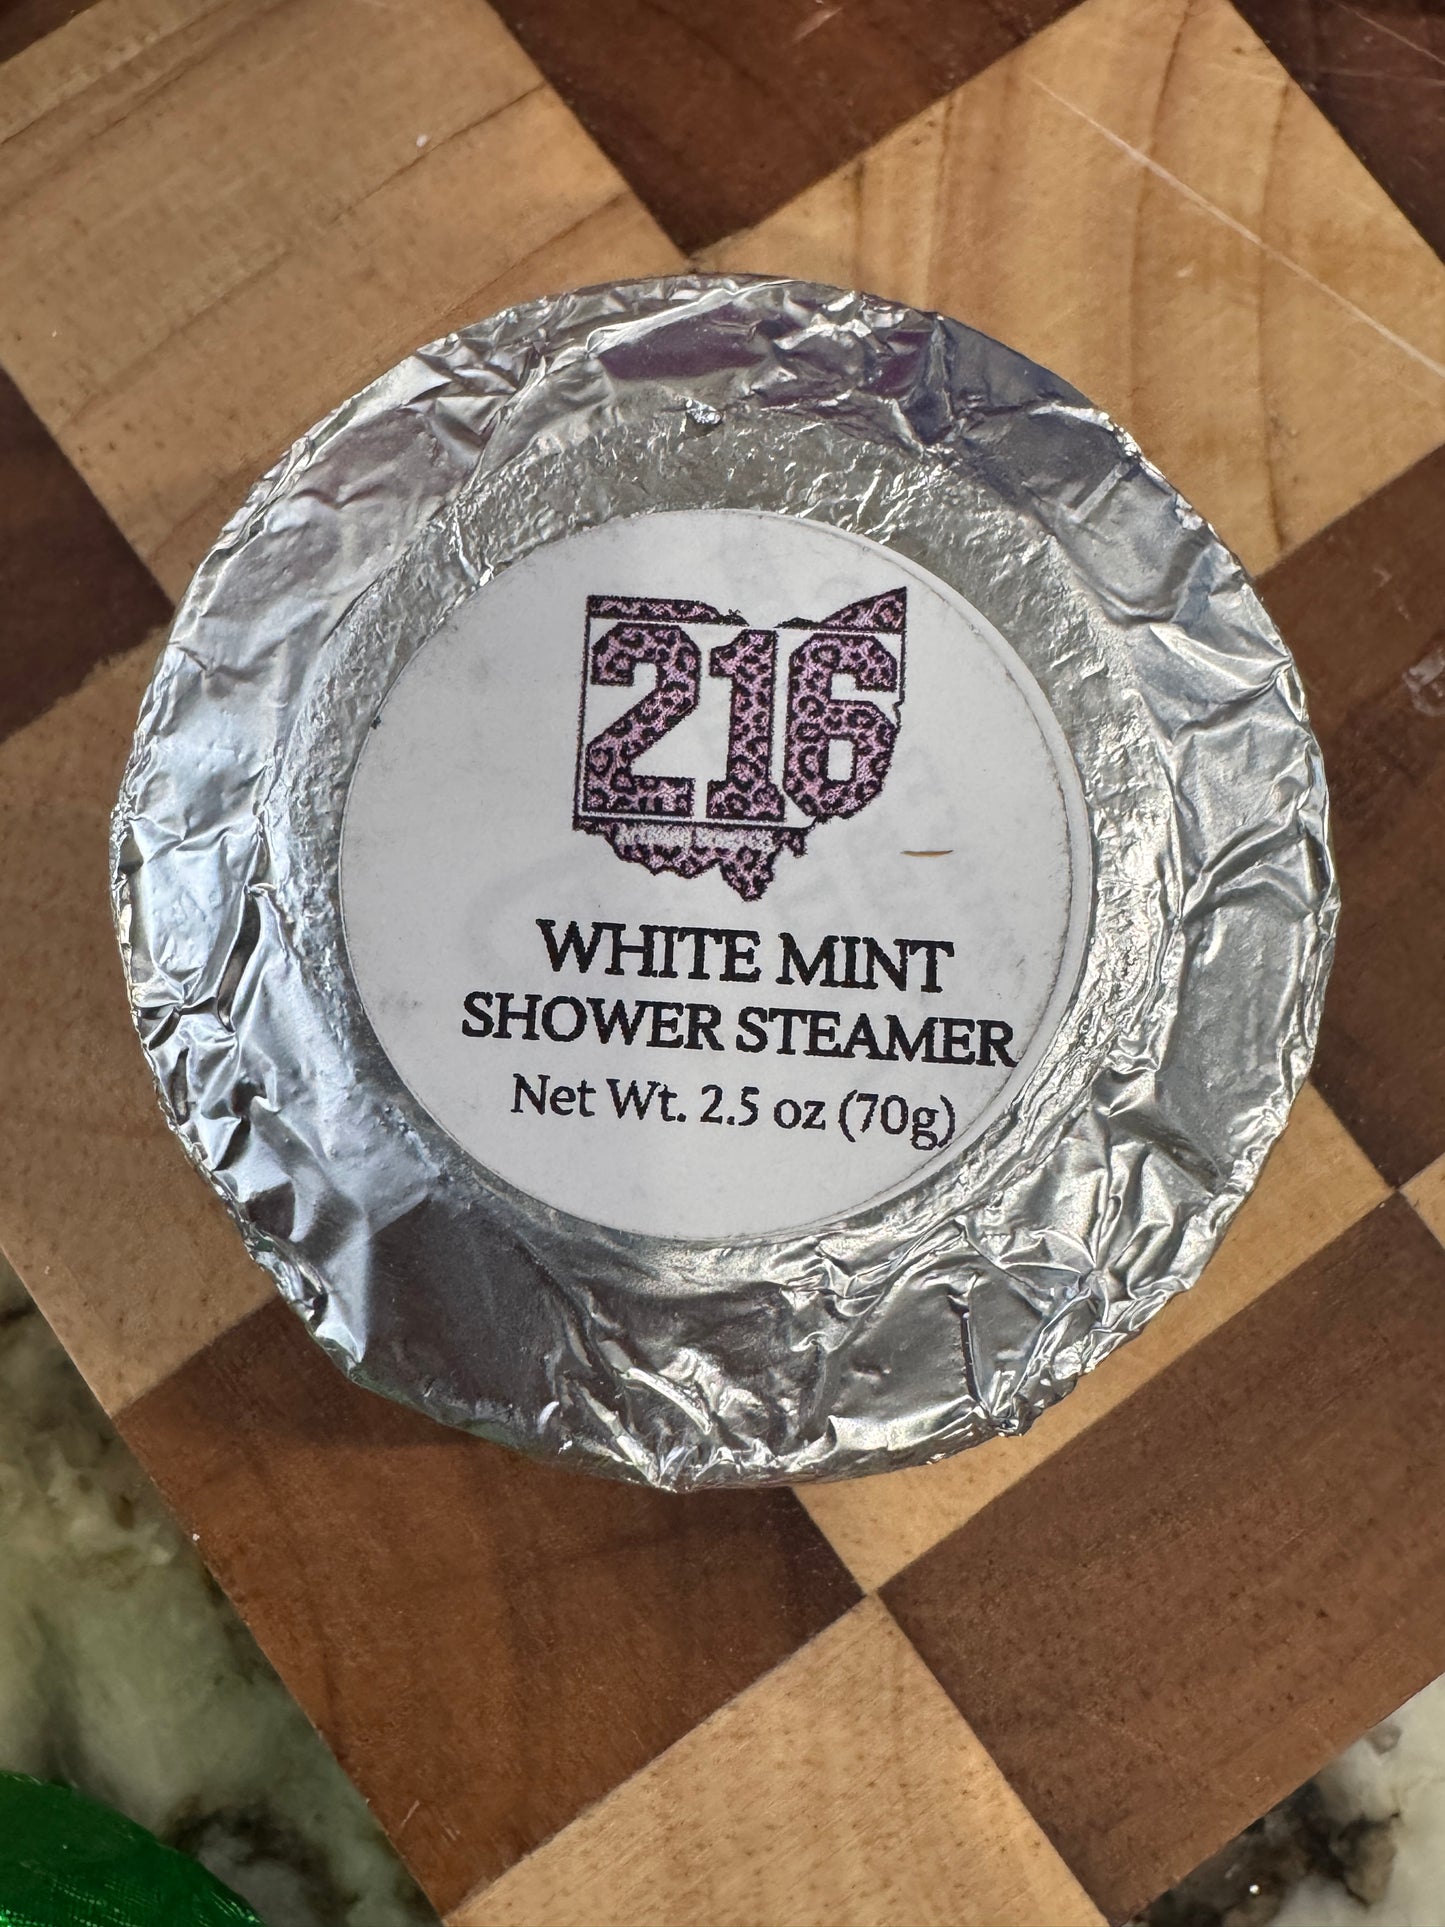 216
WHITE MINT
SHOWER STEAMER
Net Wt. 2.5 oz (70g)